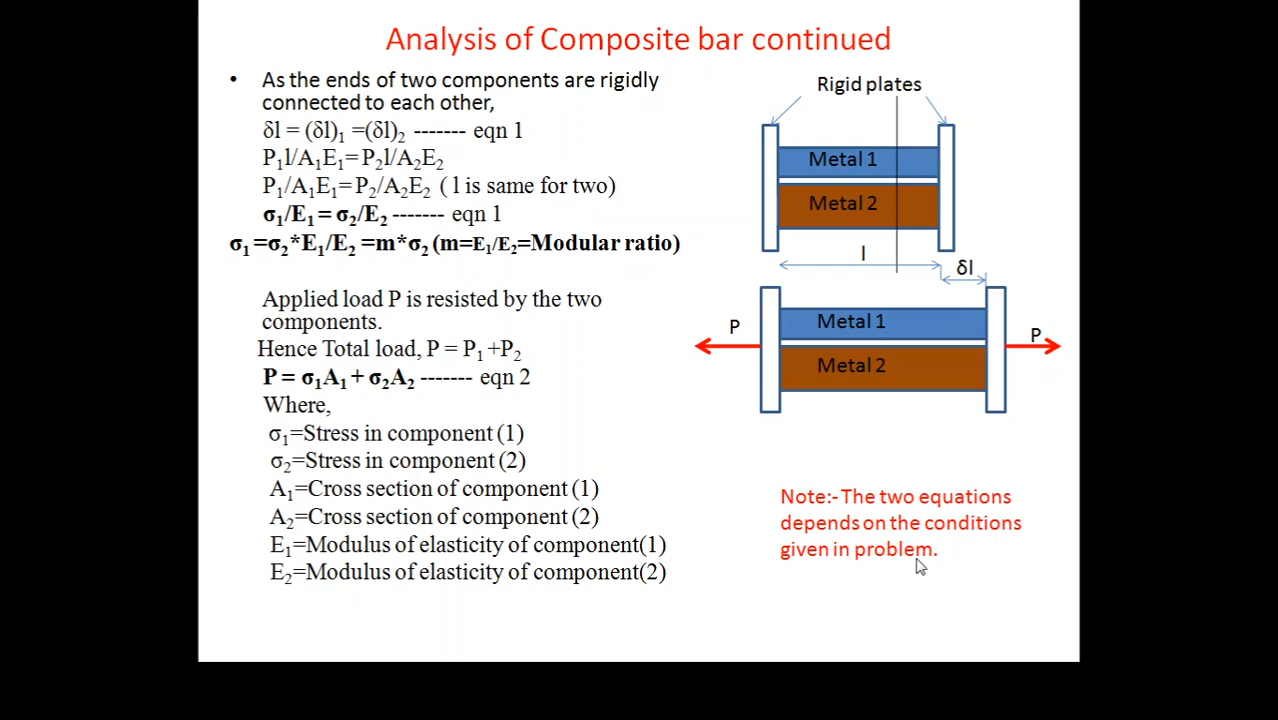 Analysis of Composite bar continued
• As the ends of two components are rigidly
connected to each other,
δl = (δl)₁ =(δl)₂ ------- eqn 1
P₁l/A₁E₁=P₂l/A₂E₂
P₁/A₁E₁=P₂/A₂E₂ ( l is same for two)
σ₁/E₁ = σ₂/E₂ ------- eqn 1
σ₁ =σ₂*E₁/E₂ =m*σ₂ (m=E₁/E₂=Modular ratio)
Applied load P is resisted by the two
components.
Hence Total load, P = P₁ +P₂
P = σ₁A₁ + σ₂A₂ ------- eqn 2
Where,
σ₁=Stress in component (1)
σ₂=Stress in component (2)
A₁=Cross section of component (1)
A₂=Cross section of component (2)
E₁=Modulus of elasticity of component(1)
E₂=Modulus of elasticity of component(2)
Rigid plates
Metal 1
Metal 2
l
δl
Metal 1
P
P
Metal 2
Note:- The two equations
depends on the conditions
given in problem.